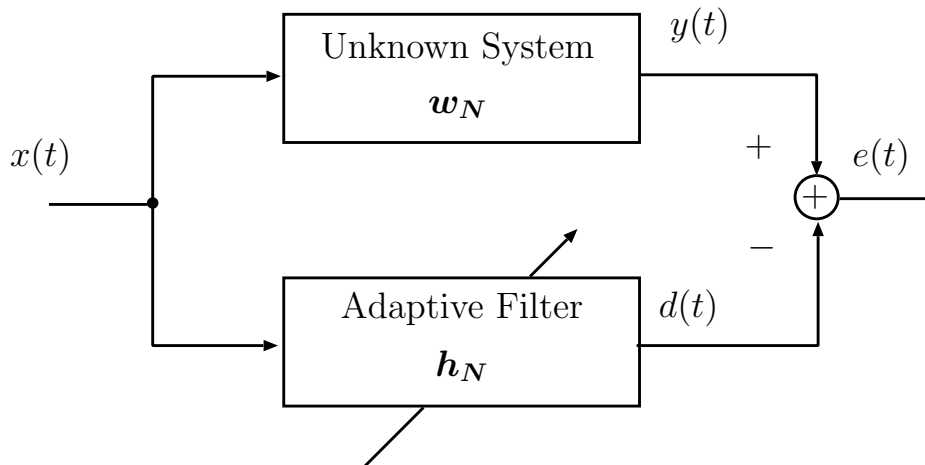 Unknown System
w_N
y(t)
x(t)
+
e(t)
+
−
Adaptive Filter
h_N
d(t)